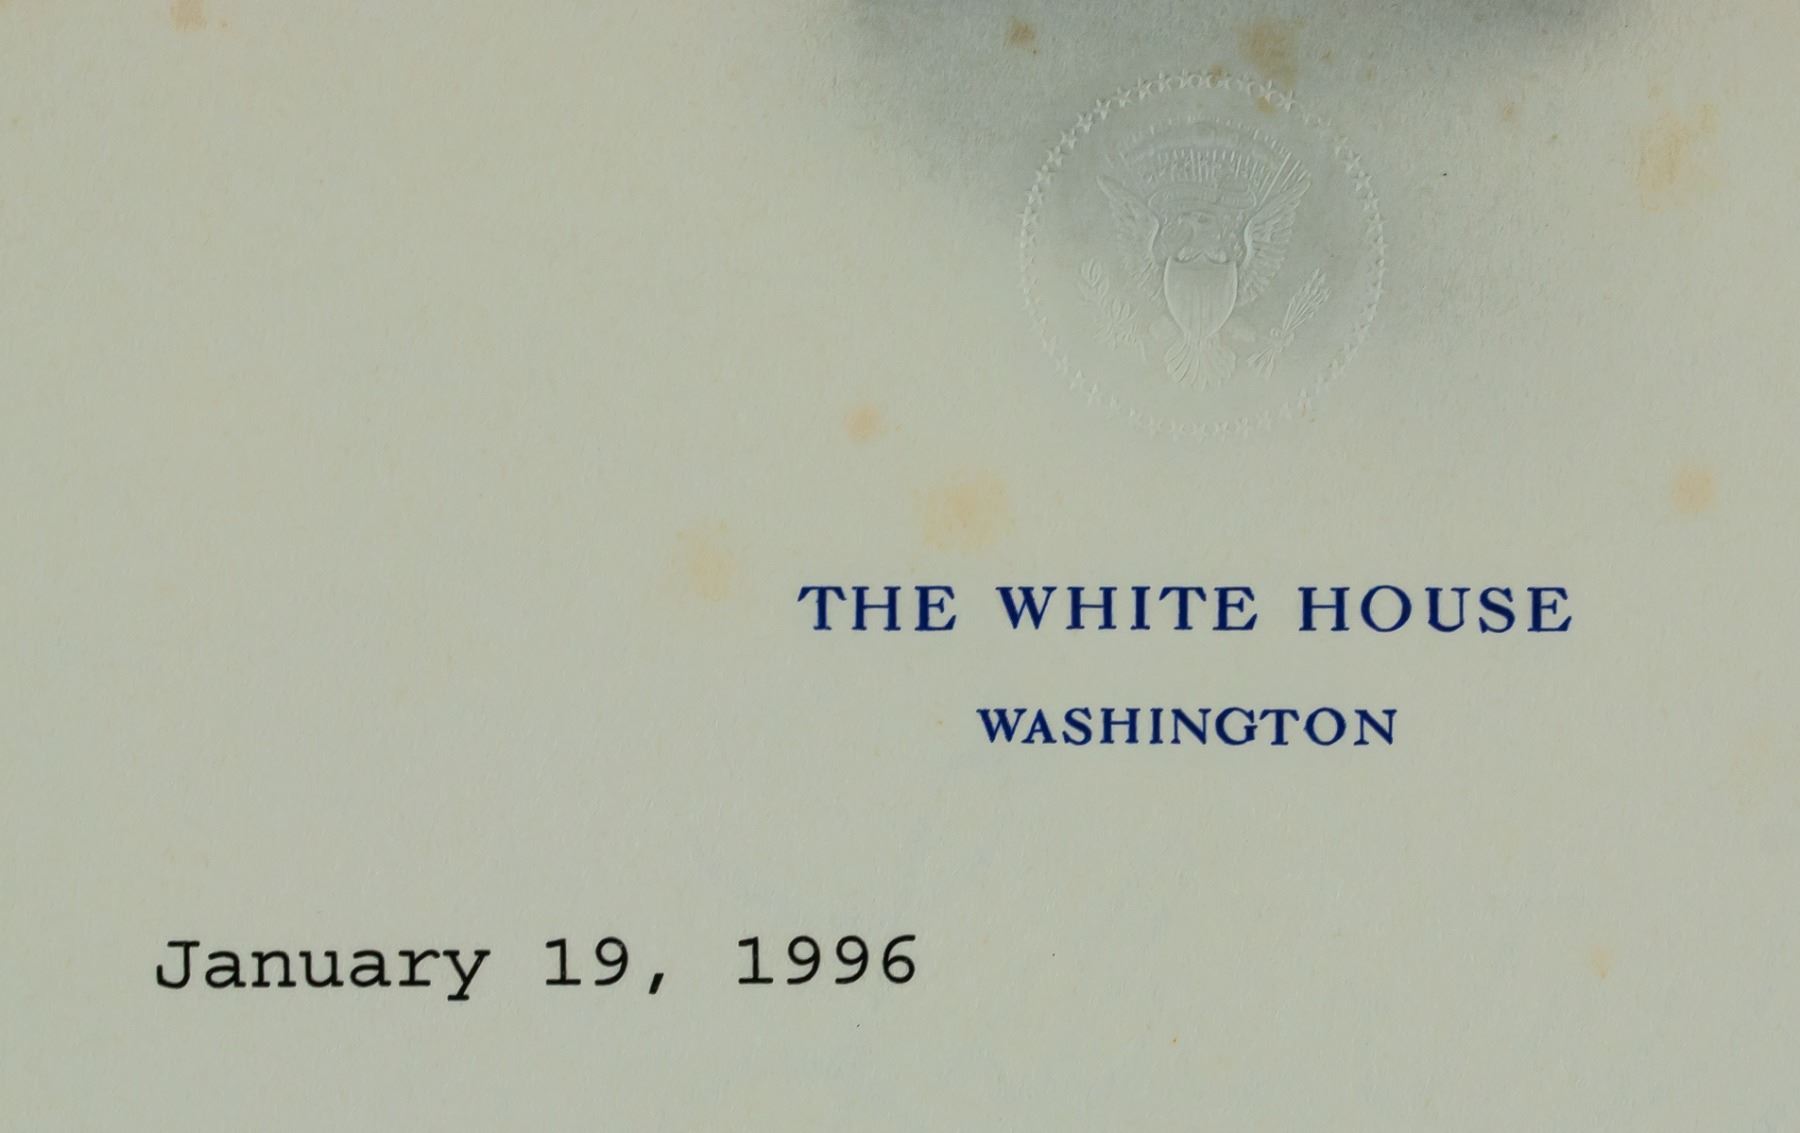 THE WHITE HOUSE
WASHINGTON
January 19, 1996